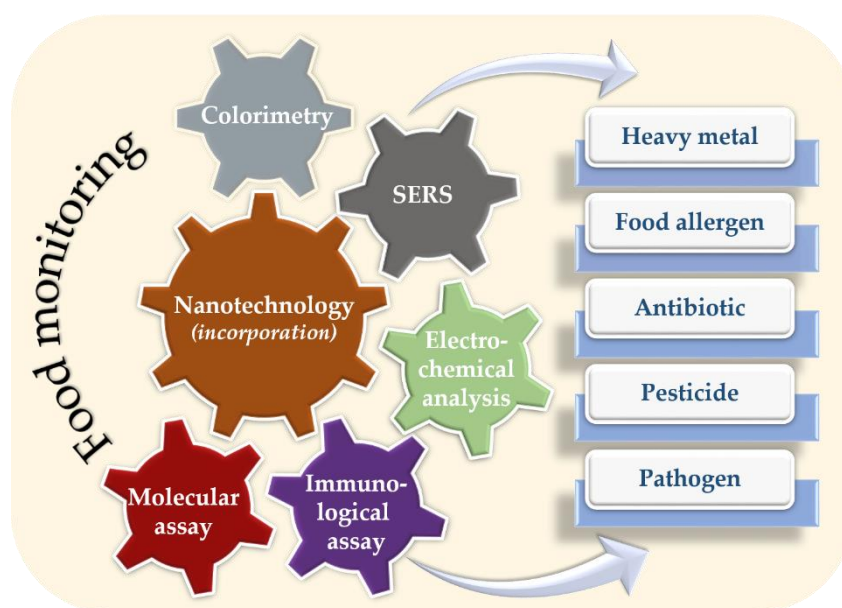 Food monitoring
Colorimetry
SERS
Nanotechnology
(incorporation)
Electro-
chemical
analysis
Molecular
assay
Immuno-
logical
assay
Heavy metal
Food allergen
Antibiotic
Pesticide
Pathogen